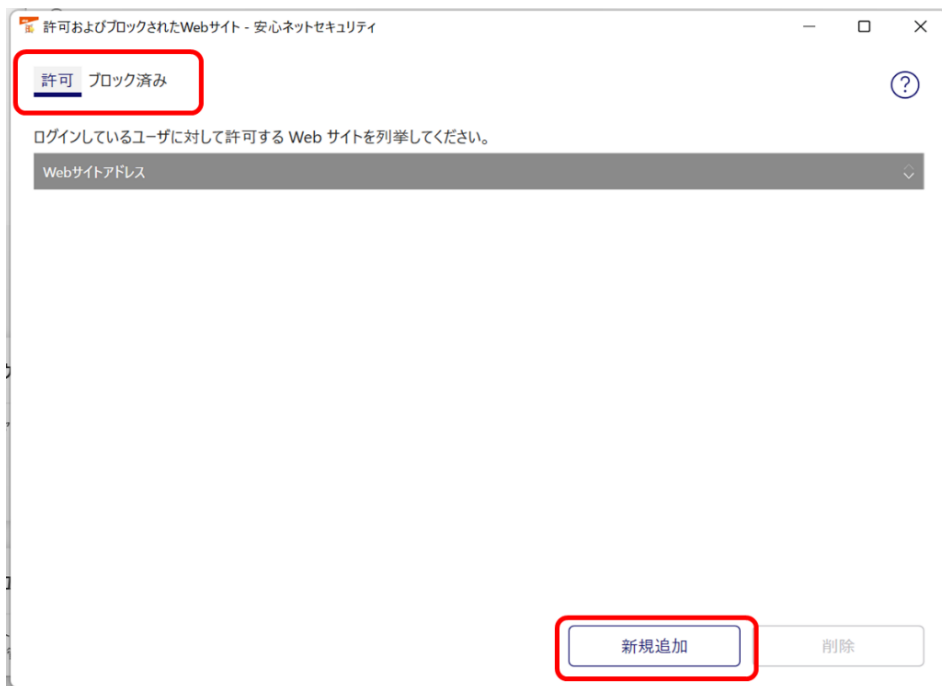 許可およびブロックされたWebサイト - 安心ネットセキュリティ
許可 ブロック済み
ログインしているユーザに対して許可する Web サイトを列挙してください。
Webサイトアドレス
新規追加 削除